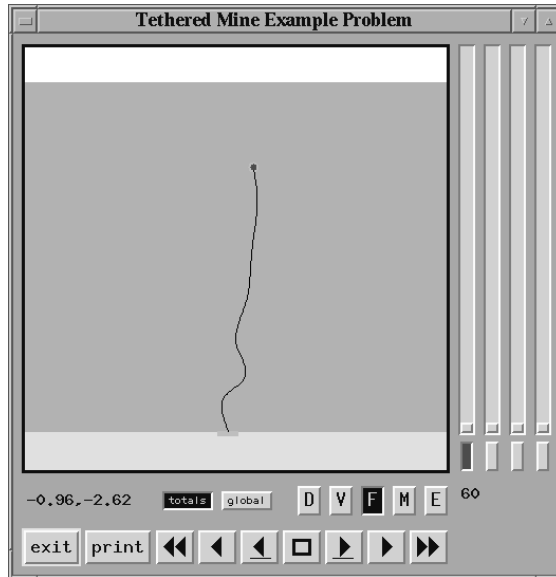 Tethered Mine Example Problem
-0.96,-2.62
totals
global
D V F M E
60
exit
print